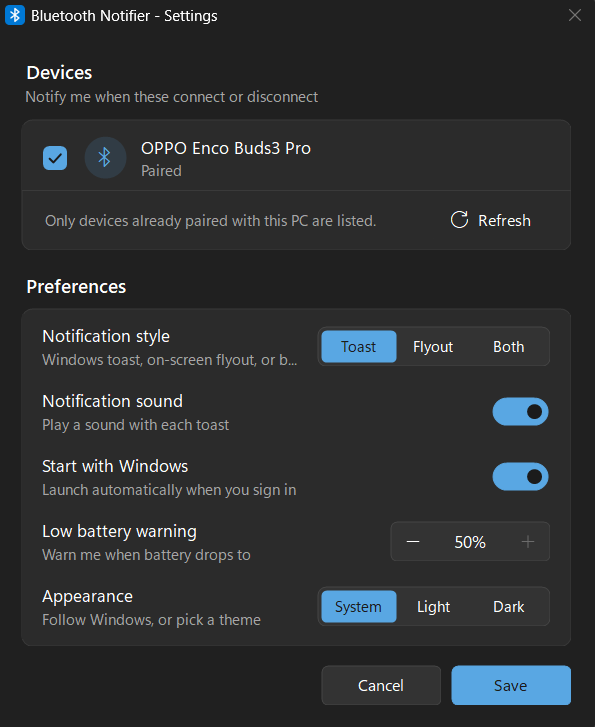 Bluetooth Notifier - Settings
Devices
Notify me when these connect or disconnect
OPPO Enco Buds3 Pro
Paired
Only devices already paired with this PC are listed.
Refresh
Preferences
Notification style
Windows toast, on-screen flyout, or b...
Toast Flyout Both
Notification sound
Play a sound with each toast
Start with Windows
Launch automatically when you sign in
Low battery warning
Warn me when battery drops to
— 50% +
Appearance
Follow Windows, or pick a theme
System Light Dark
Cancel Save